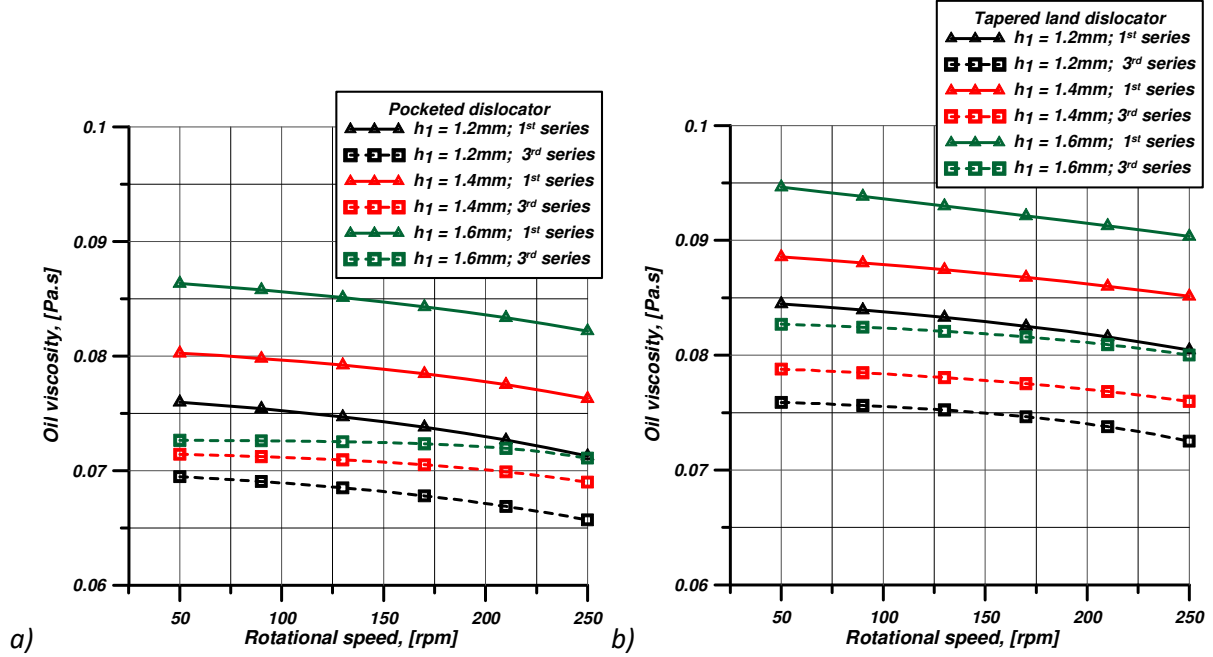 Pocketed dislocator
h1 = 1.2mm; 1st series
h1 = 1.2mm; 3rd series
h1 = 1.4mm; 1st series
h1 = 1.4mm; 3rd series
h1 = 1.6mm; 1st series
h1 = 1.6mm; 3rd series
0.1
0.09
0.08
0.07
0.06
Oil viscosity, [Pa.s]
50 100 150 200 250
Rotational speed, [rpm]
a)
Tapered land dislocator
h1 = 1.2mm; 1st series
h1 = 1.2mm; 3rd series
h1 = 1.4mm; 1st series
h1 = 1.4mm; 3rd series
h1 = 1.6mm; 1st series
h1 = 1.6mm; 3rd series
0.1
0.09
0.08
0.07
0.06
Oil viscosity, [Pa.s]
50 100 150 200 250
Rotational speed, [rpm]
b)